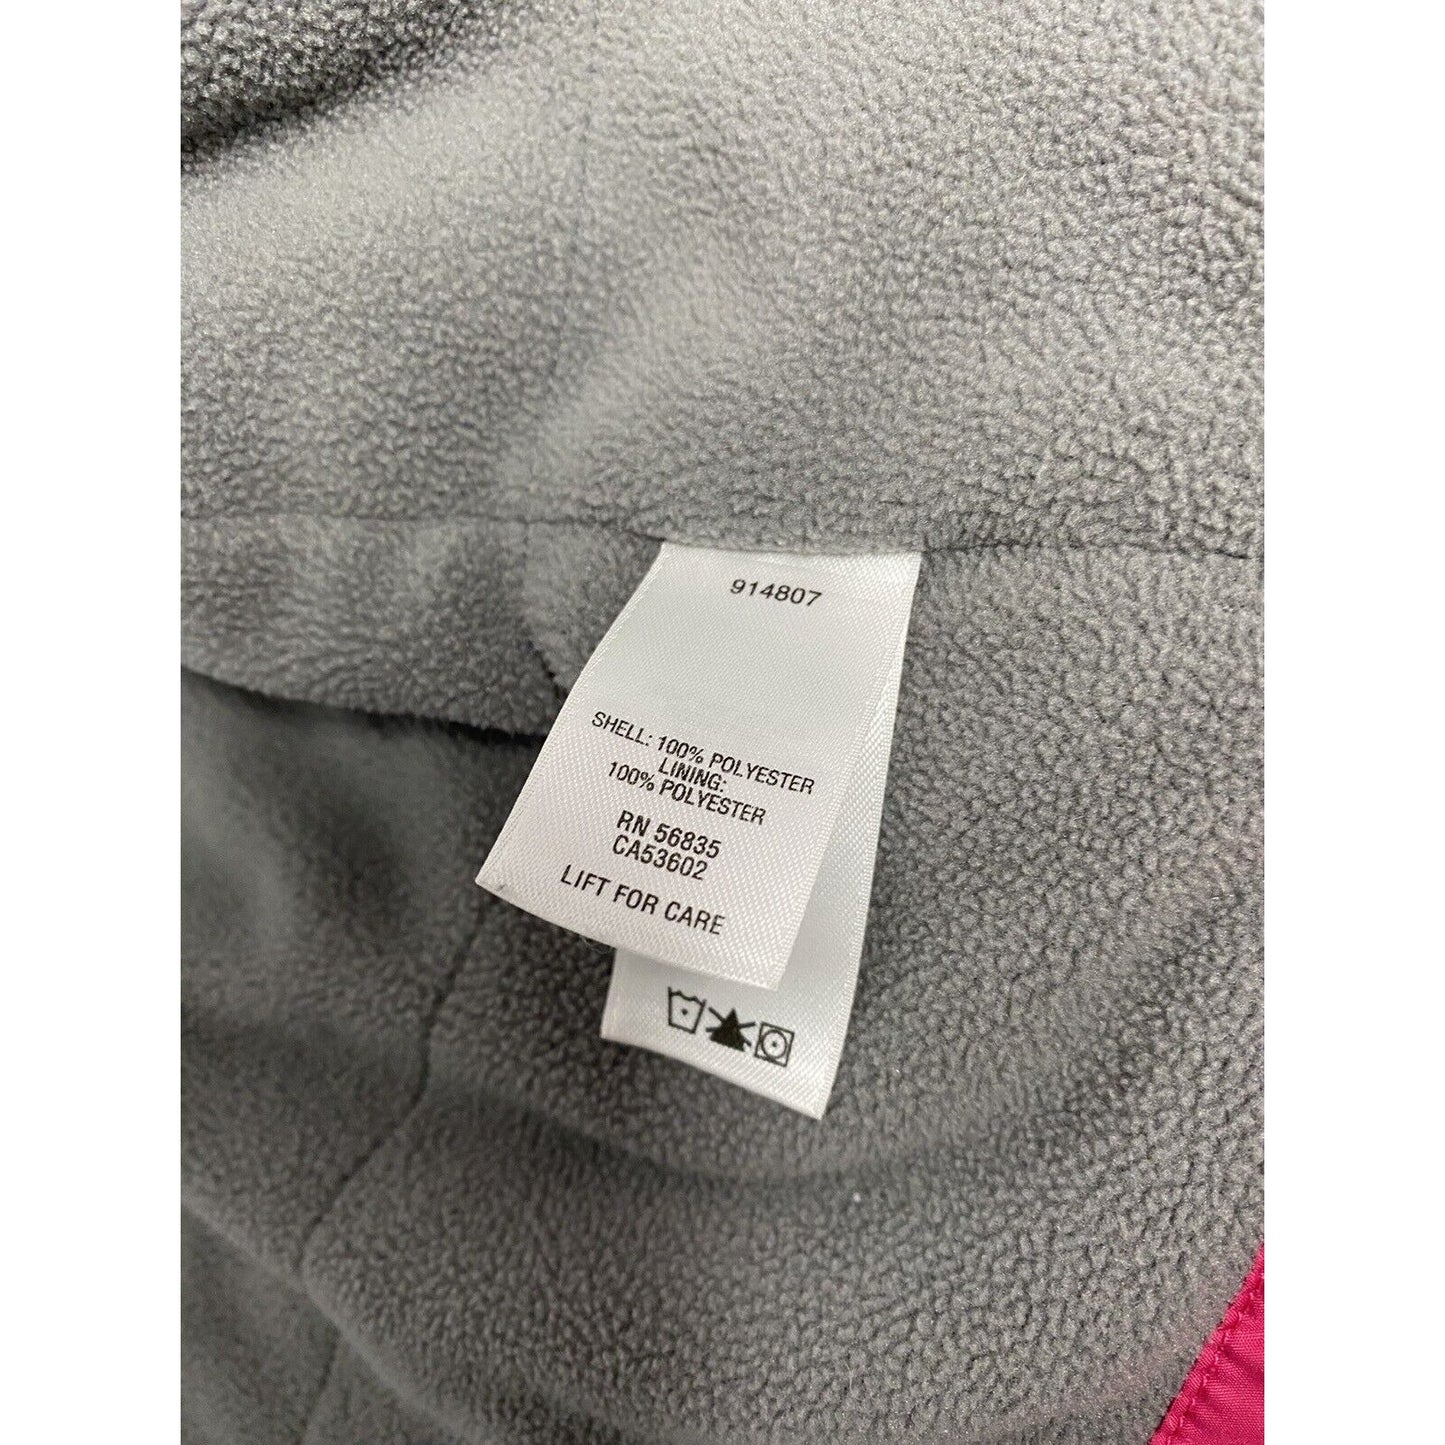 914807
SHELL: 100% POLYESTER
LINING:
100% POLYESTER
RN 56835
CA53602
LIFT FOR CARE